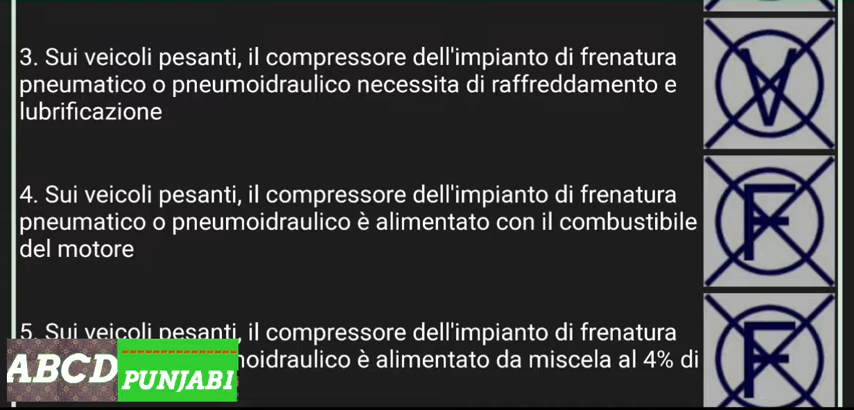 3. Sui veicoli pesanti, il compressore dell'impianto di frenatura
pneumatico o pneumoidraulico necessita di raffreddamento e
lubrificazione
V
4. Sui veicoli pesanti, il compressore dell'impianto di frenatura
pneumatico o pneumoidraulico è alimentato con il combustibile
del motore
F
5. Sui veicoli pesanti, il compressore dell'impianto di frenatura
è alimentato da miscela al 4% di
F
ABCD PUNJABI